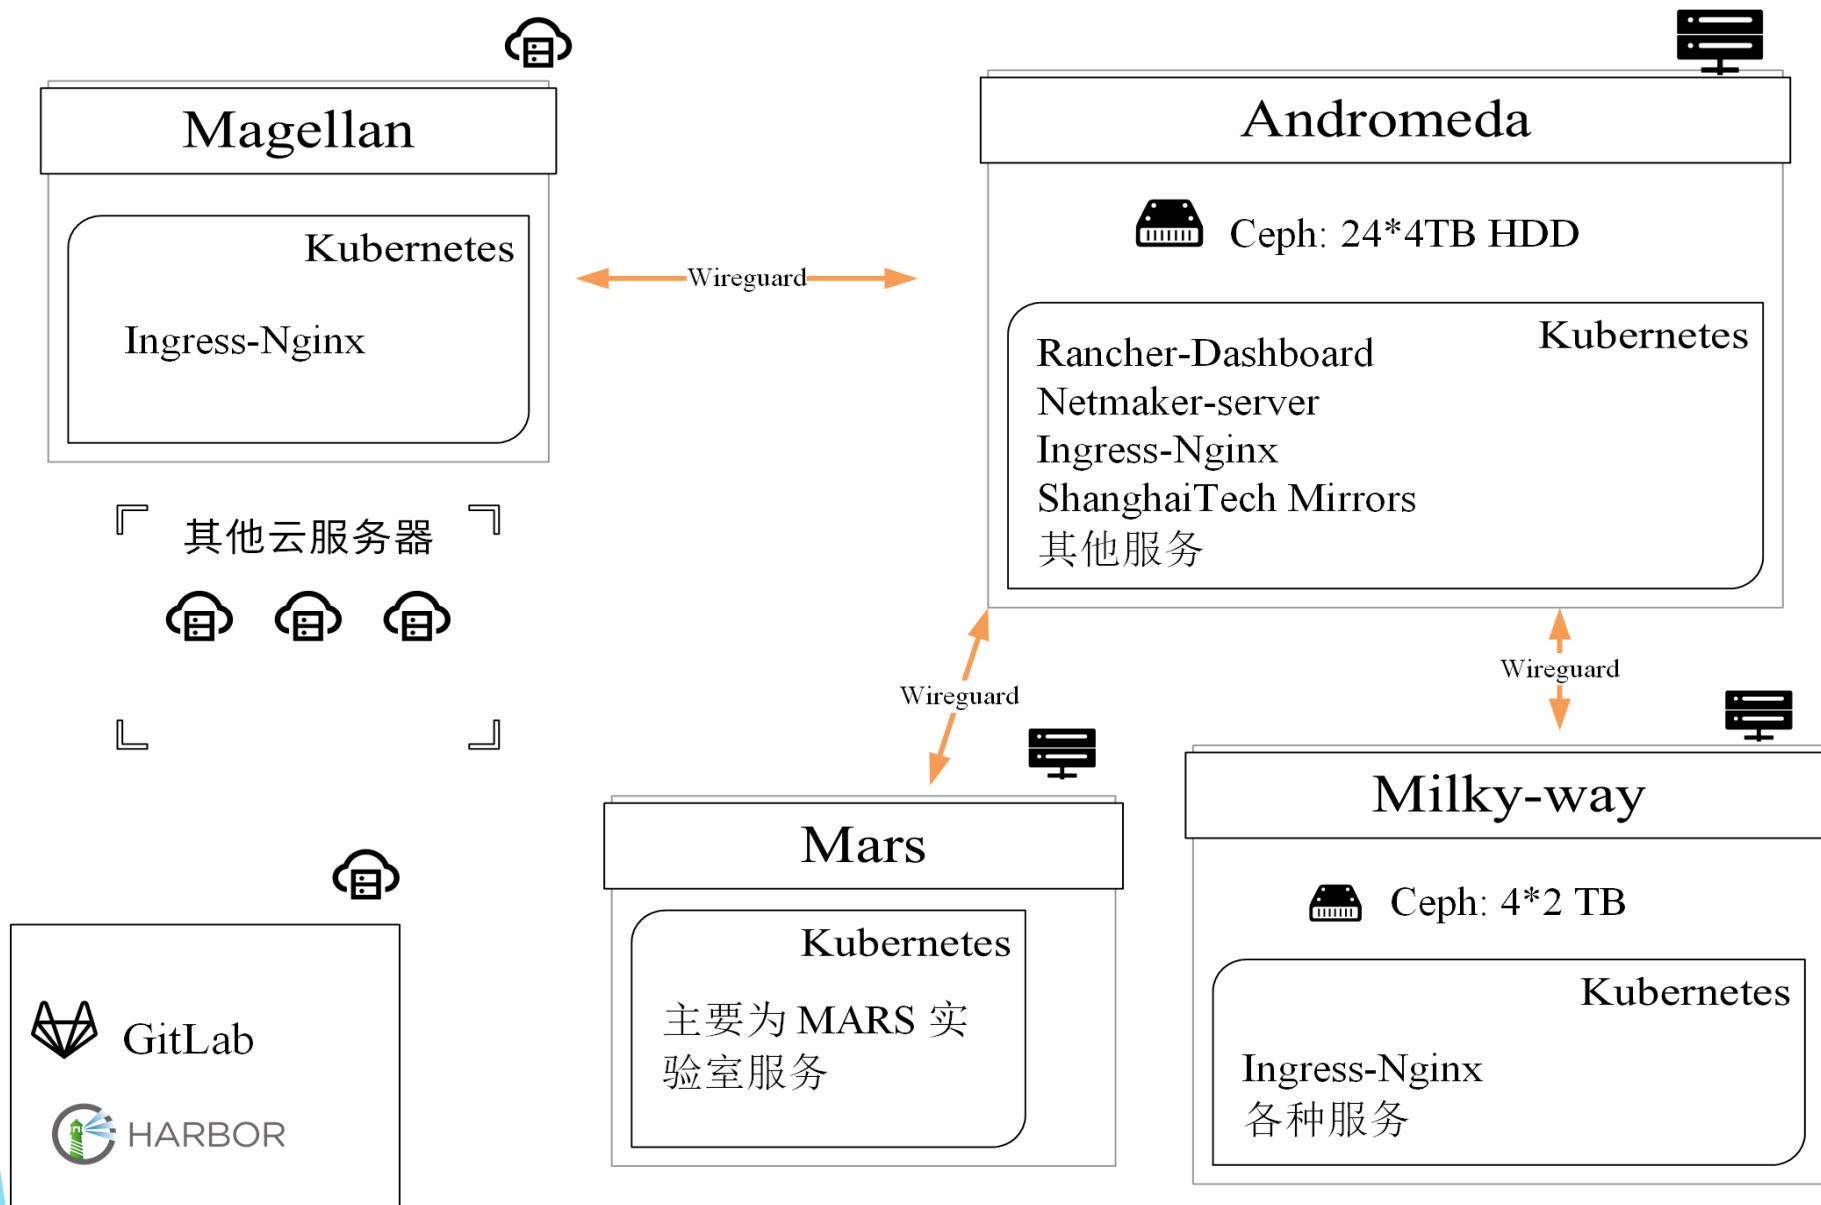 Magellan
Kubernetes
Ingress-Nginx
Wireguard
Andromeda
Ceph: 24*4TB HDD
Kubernetes
Rancher-Dashboard
Netmaker-server
Ingress-Nginx
ShanghaiTech Mirrors
其他服务
其他云服务器
Wireguard
Wireguard
Mars
Kubernetes
主要为 MARS 实
验室服务
Milky-way
Ceph: 4*2 TB
Kubernetes
Ingress-Nginx
各种服务
GitLab
HARBOR